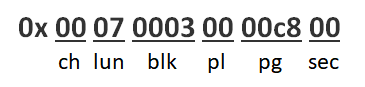 0x 00 07 0003 00 00c8 00
ch lun blk pl pg sec